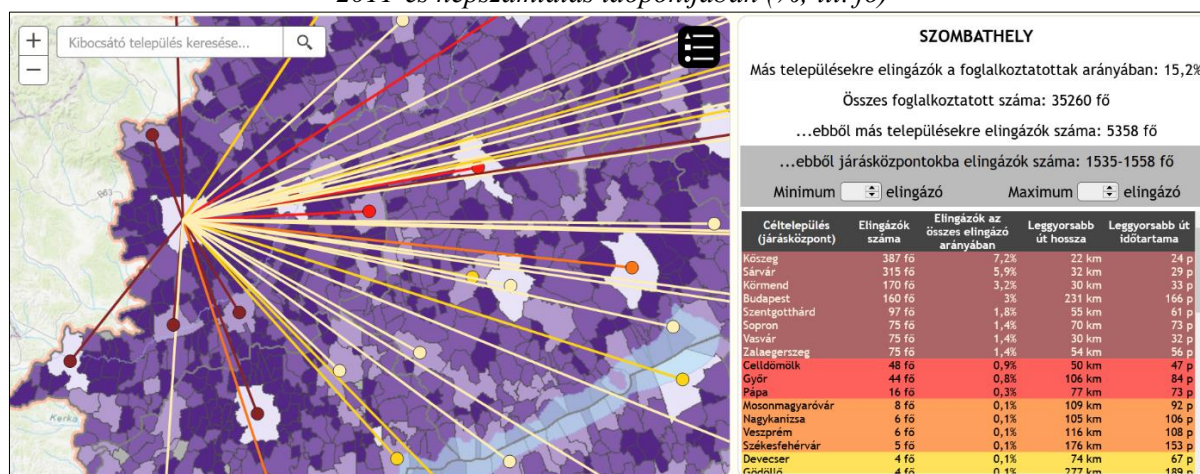 2011-es népszámlálás időpontjában (%, ill. fő)
+
Kibocsátó település keresése...
−
Kerka
SZOMBATHELY
Más településekre elingázók a foglalkoztatottak arányában: 15,2%
Összes foglalkoztatott száma: 35260 fő
...ebből más településekre elingázók száma: 5358 fő
...ebből járásközpontokba elingázók száma: 1535-1558 fő
Minimum elingázó Maximum elingázó
Céltelepülés (járásközpont) Elingázók száma Elingázók az összes elingázó arányában Leggyorsabb út hossza Leggyorsabb út időtartama
Kőszeg 387 fő 7,2% 22 km 24 p
Sárvár 315 fő 5,9% 32 km 29 p
Körmend 170 fő 3,2% 30 km 33 p
Budapest 160 fő 3% 231 km 166 p
Szentgotthárd 97 fő 1,8% 55 km 61 p
Sopron 75 fő 1,4% 70 km 73 p
Vasvár 75 fő 1,4% 30 km 32 p
Zalaegerszeg 75 fő 1,4% 54 km 56 p
Celldömölk 48 fő 0,9% 50 km 47 p
Győr 44 fő 0,8% 106 km 84 p
Pápa 16 fő 0,3% 77 km 73 p
Mosonmagyaróvár 8 fő 0,1% 109 km 92 p
Nagykanizsa 6 fő 0,1% 105 km 106 p
Veszprém 6 fő 0,1% 116 km 108 p
Székesfehérvár 5 fő 0,1% 176 km 153 p
Devecser 4 fő 0,1% 74 km 67 p
Gödöllő 4 fő 0,1% 277 km 189 p